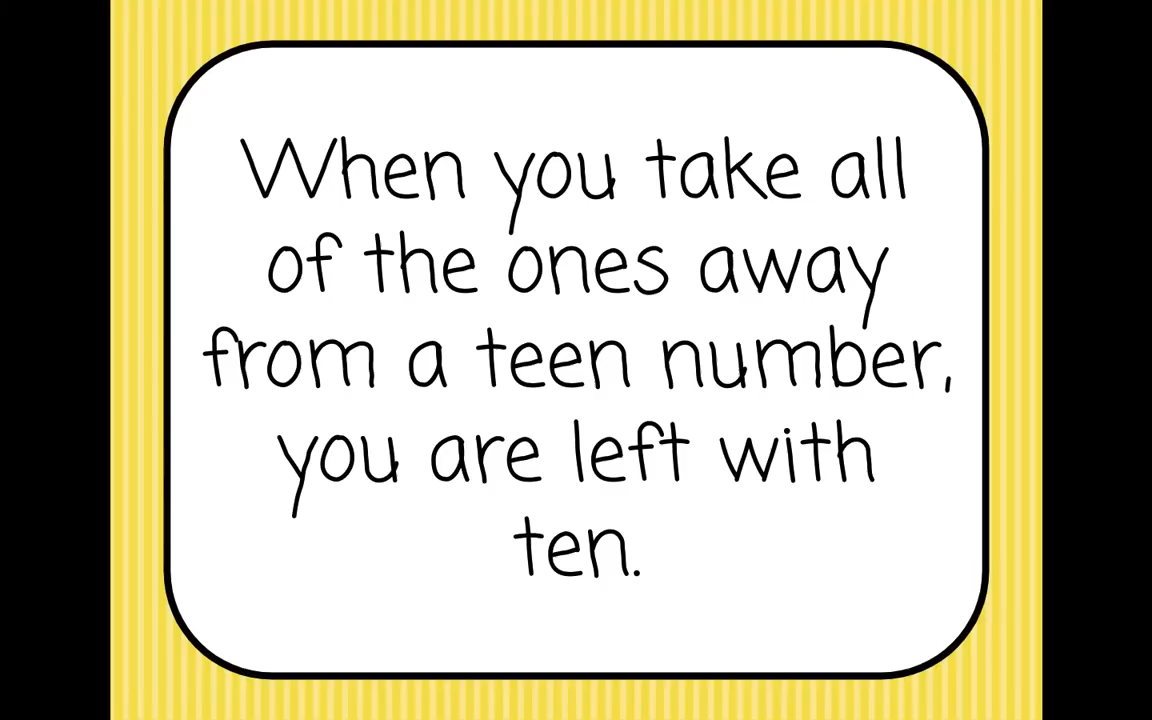 When you take all
of the ones away
from a teen number,
you are left with
ten.